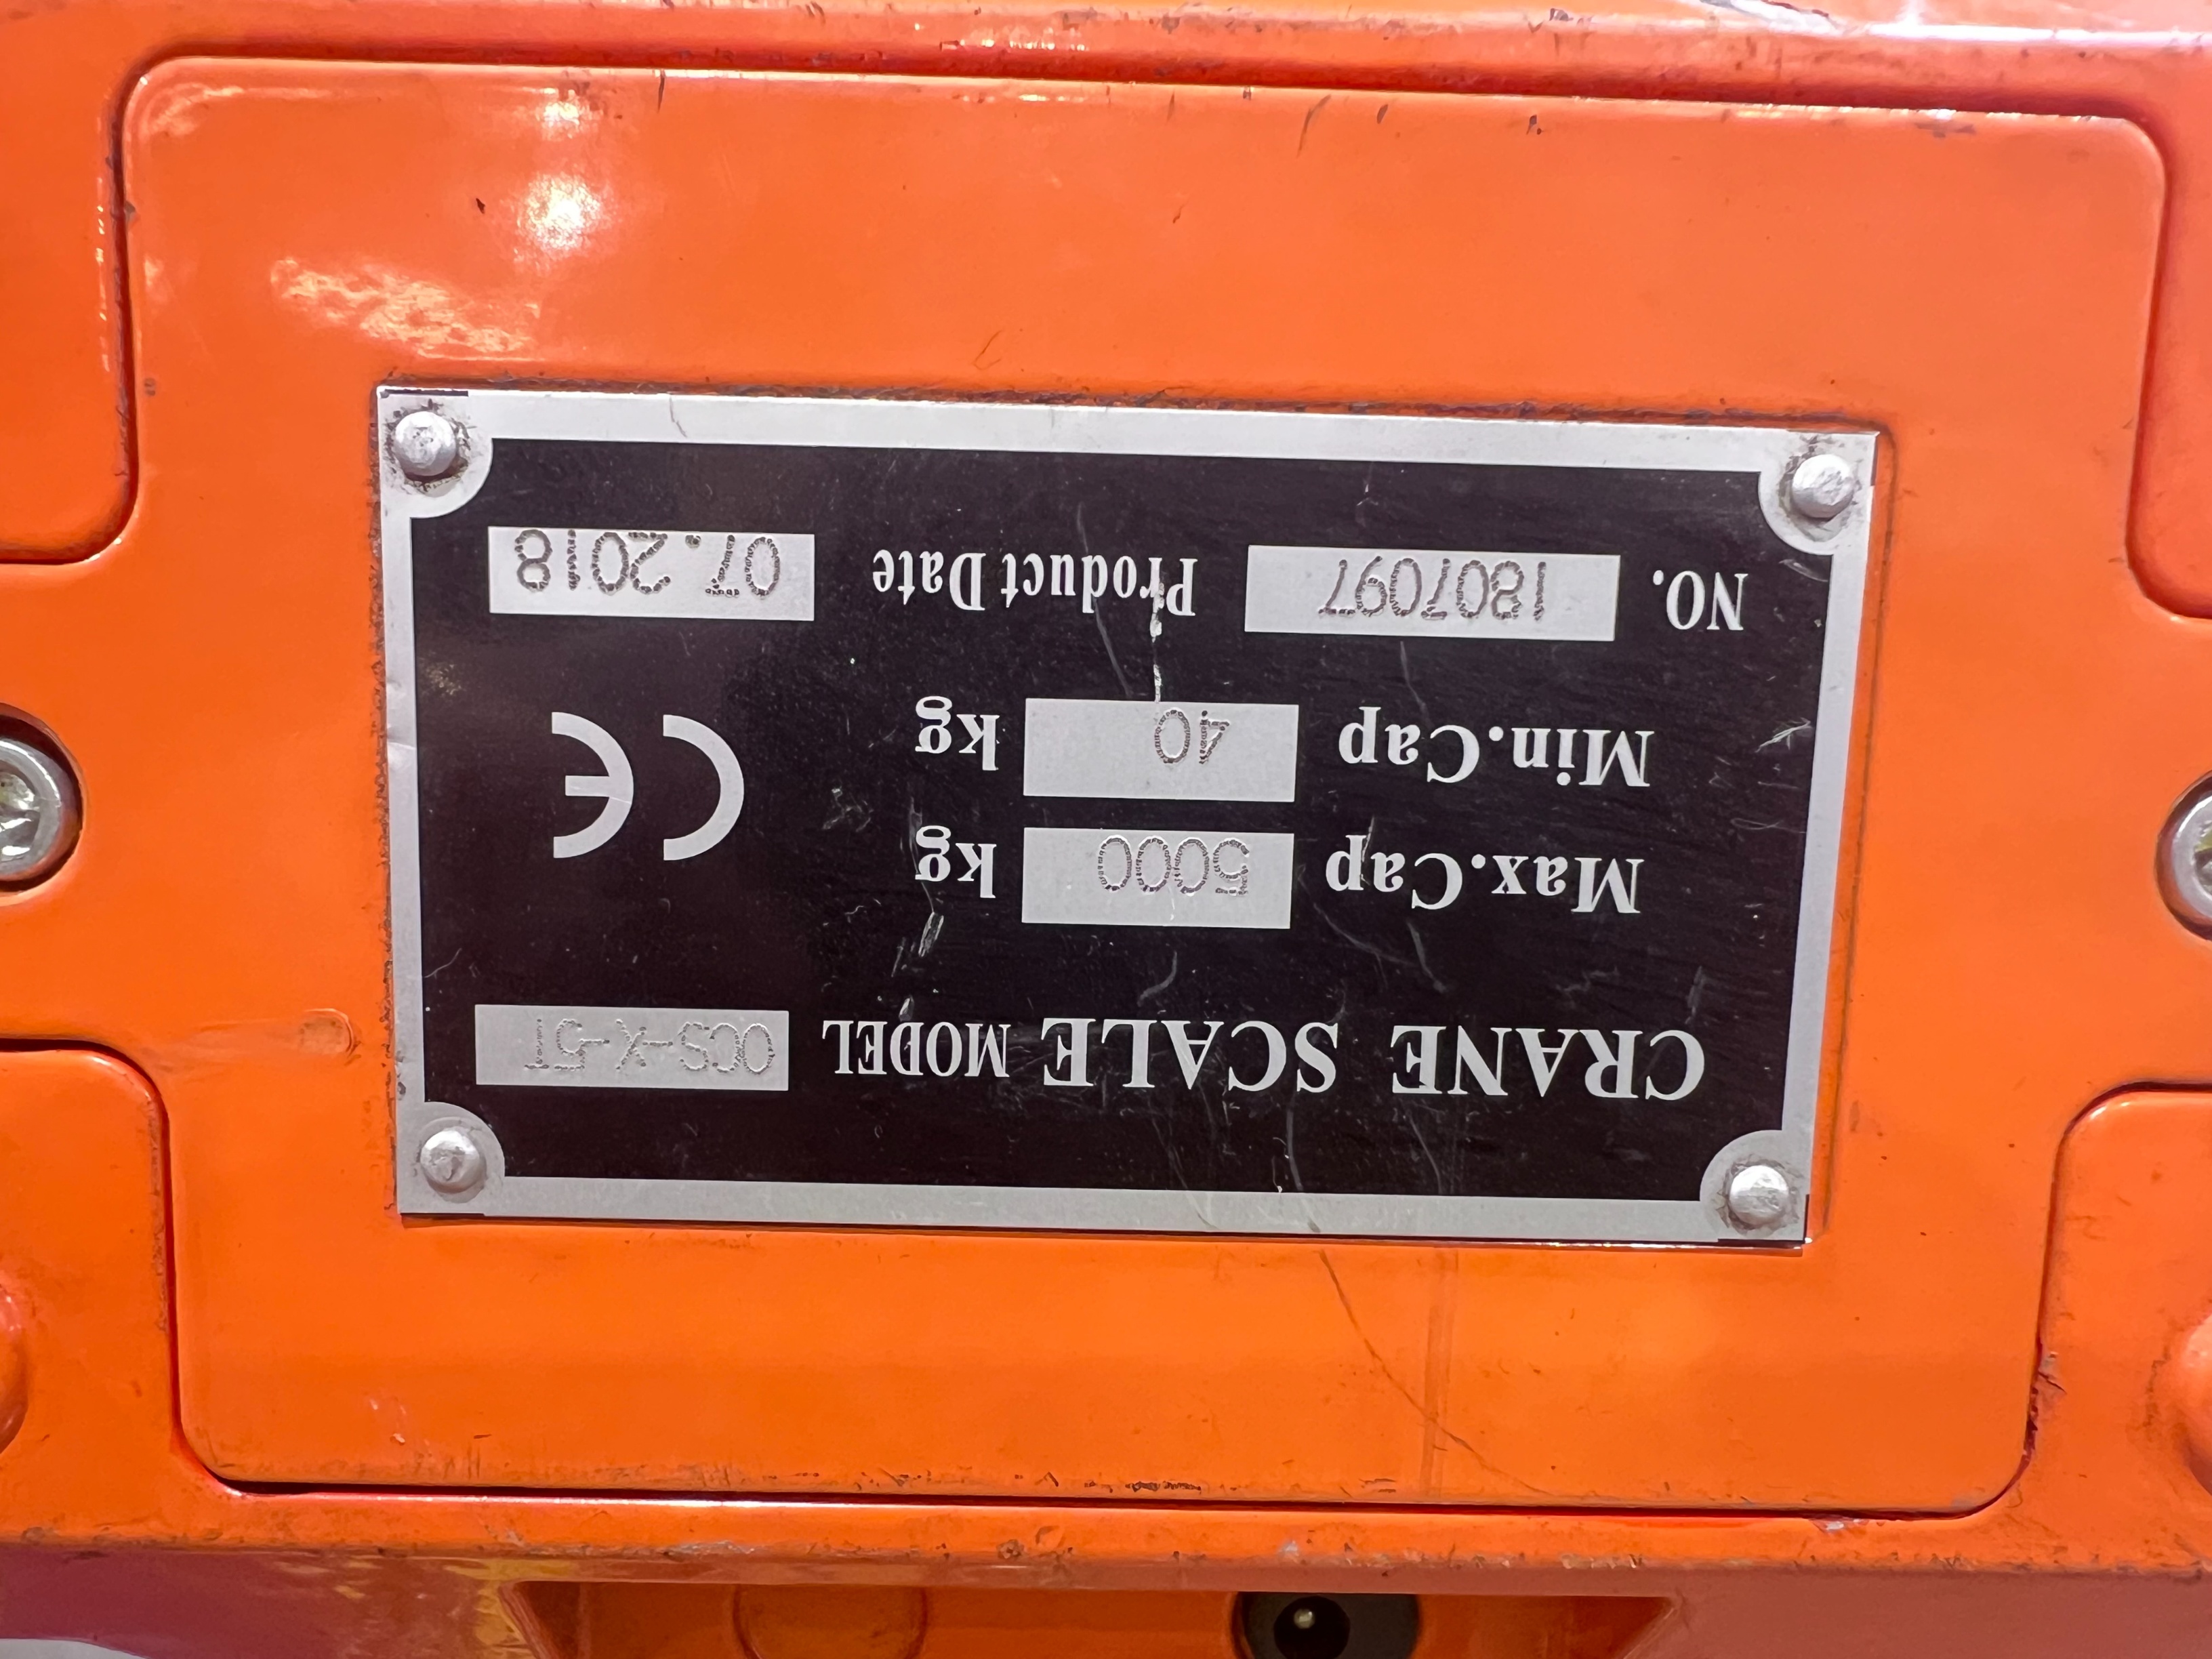 CRANE SCALE MODEL OCS-X-5T
Max.Cap 5000 kg
Min.Cap 40 kg
CE
NO. 1807097 Product Date 07.2018